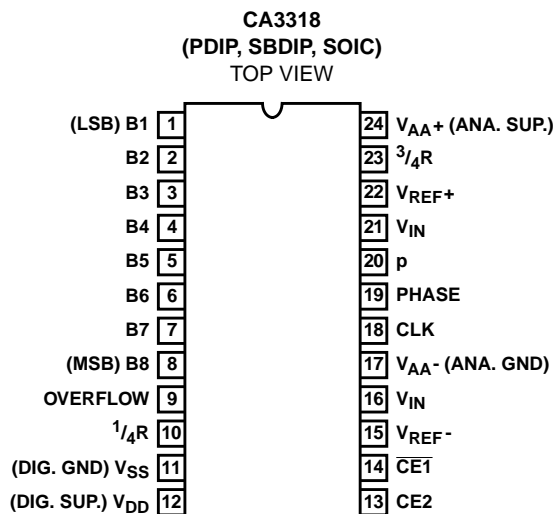 CA3318
(PDIP, SBDIP, SOIC)
TOP VIEW
(LSB) B1 1 24 VAA+ (ANA. SUP.)
B2 2 23 3/4R
B3 3 22 VREF+
B4 4 21 VIN
B5 5 20 p
B6 6 19 PHASE
B7 7 18 CLK
(MSB) B8 8 17 VAA- (ANA. GND)
OVERFLOW 9 16 VIN
1/4R 10 15 VREF-
(DIG. GND) VSS 11 14 C̅E̅1̅
(DIG. SUP.) VDD 12 13 CE2